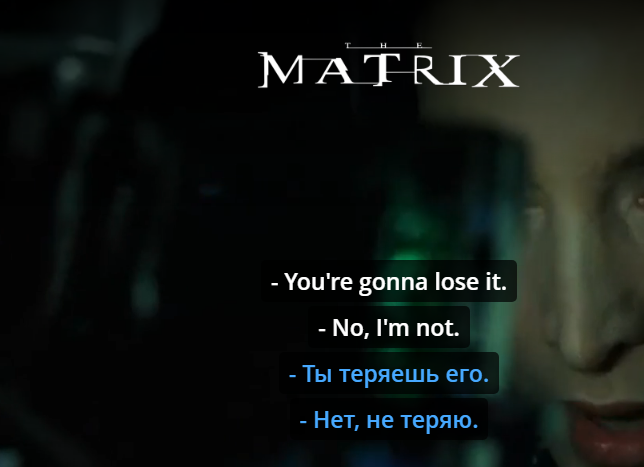 THE
MATRIX
- You're gonna lose it.
- No, I'm not.
- Ты теряешь его.
- Нет, не теряю.